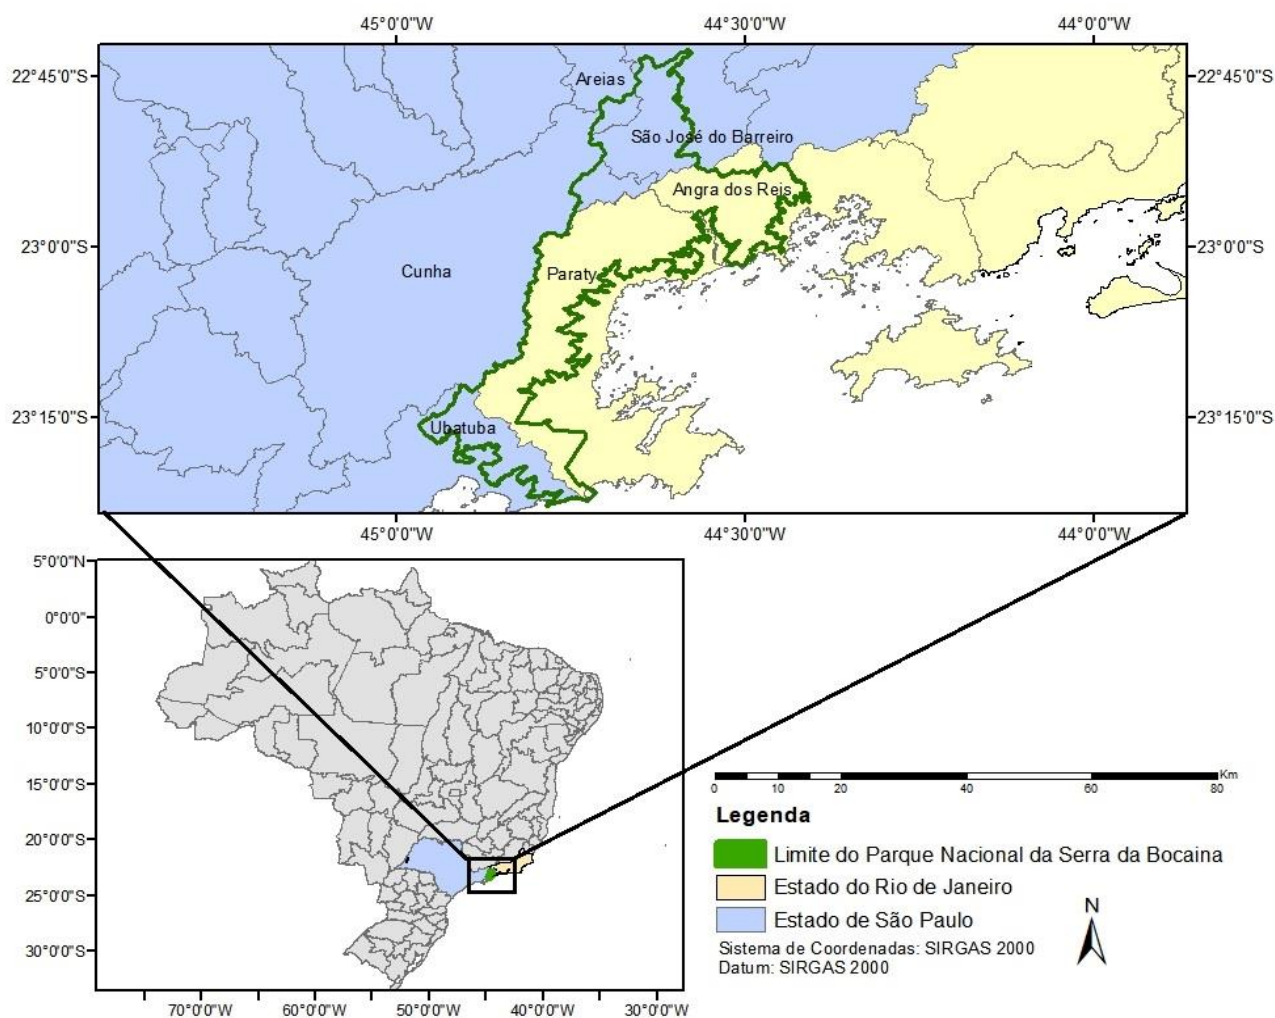 45°0'0"W 44°30'0"W 44°0'0"W
22°45'0"S 22°45'0"S
Areias
São José do Barreiro
Angra dos Reis
23°0'0"S 23°0'0"S
Cunha
Paraty
23°15'0"S 23°15'0"S
Ubatuba
45°0'0"W 44°30'0"W 44°0'0"W
5°0'0"N
0°0'0"
5°0'0"S
10°0'0"S
15°0'0"S
20°0'0"S
25°0'0"S
30°0'0"S
70°0'0"W 60°0'0"W 50°0'0"W 40°0'0"W 30°0'0"W
Km
0 5 10 20 40 60 80
Legenda
Limite do Parque Nacional da Serra da Bocaina
Estado do Rio de Janeiro
Estado de São Paulo
N
Sistema de Coordenadas: SIRGAS 2000
Datum: SIRGAS 2000